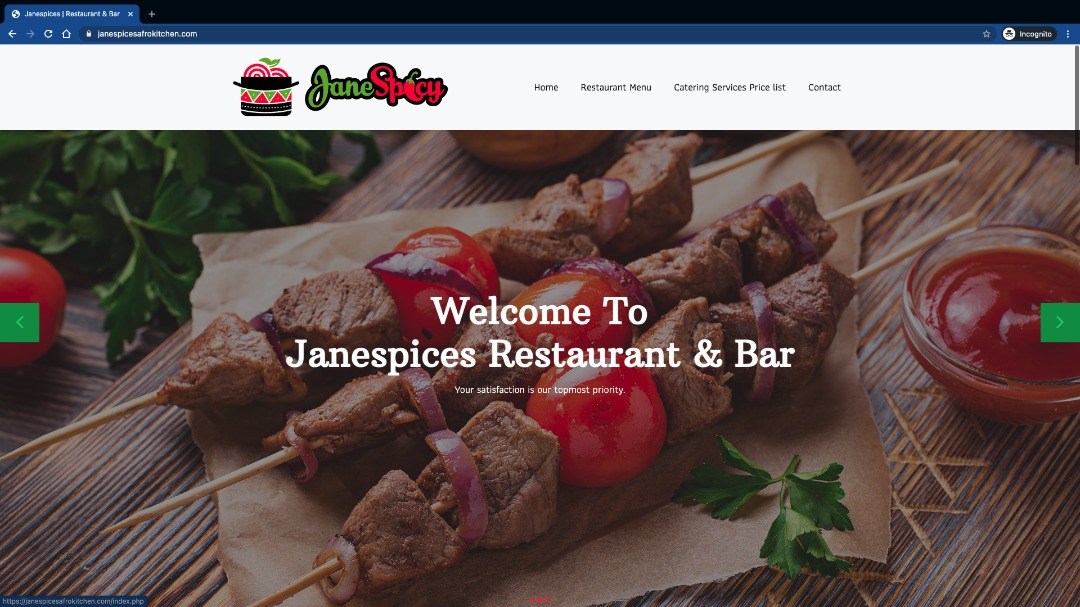 Janespices | Restaurant & Bar
janespicesafrokitchen.com
Incognito
JaneSpicy
Home
Restaurant Menu
Catering Services Price list
Contact
Welcome To
Janespices Restaurant & Bar
Your satisfaction is our topmost priority.
https://janespicesafrokitchen.com/index.php